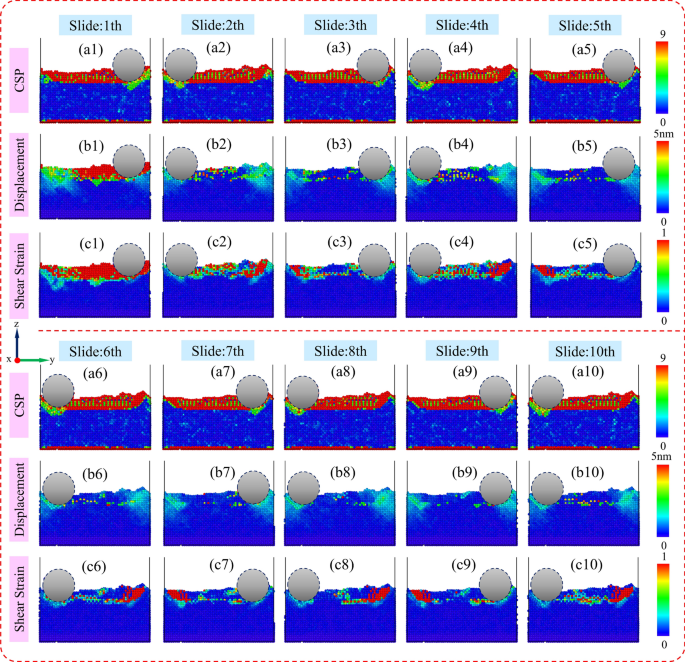 Slide:1th Slide:2th Slide:3th Slide:4th Slide:5th
CSP (a1) (a2) (a3) (a4) (a5) 9
0
Displacement (b1) (b2) (b3) (b4) (b5) 5nm
0
Shear Strain (c1) (c2) (c3) (c4) (c5) 1
0
z
x y
Slide:6th Slide:7th Slide:8th Slide:9th Slide:10th
CSP (a6) (a7) (a8) (a9) (a10) 9
0
Displacement (b6) (b7) (b8) (b9) (b10) 5nm
0
Shear Strain (c6) (c7) (c8) (c9) (c10) 1
0